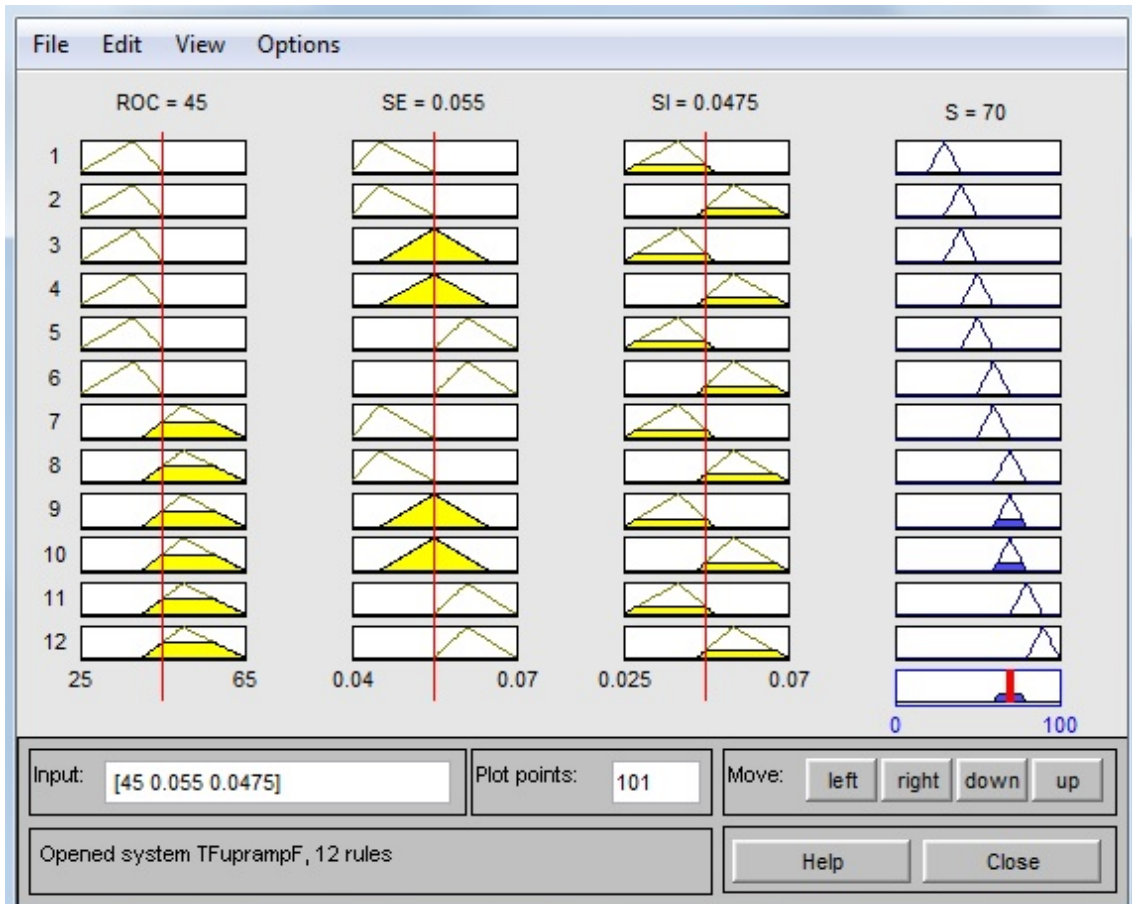 File Edit View Options
ROC = 45 SE = 0.055 SI = 0.0475 S = 70
1
2
3
4
5
6
7
8
9
10
11
12
25 65 0.04 0.07 0.025 0.07
0 100
Input: [45 0.055 0.0475] Plot points: 101 Move: left right down up
Opened system TFuprampF, 12 rules Help Close